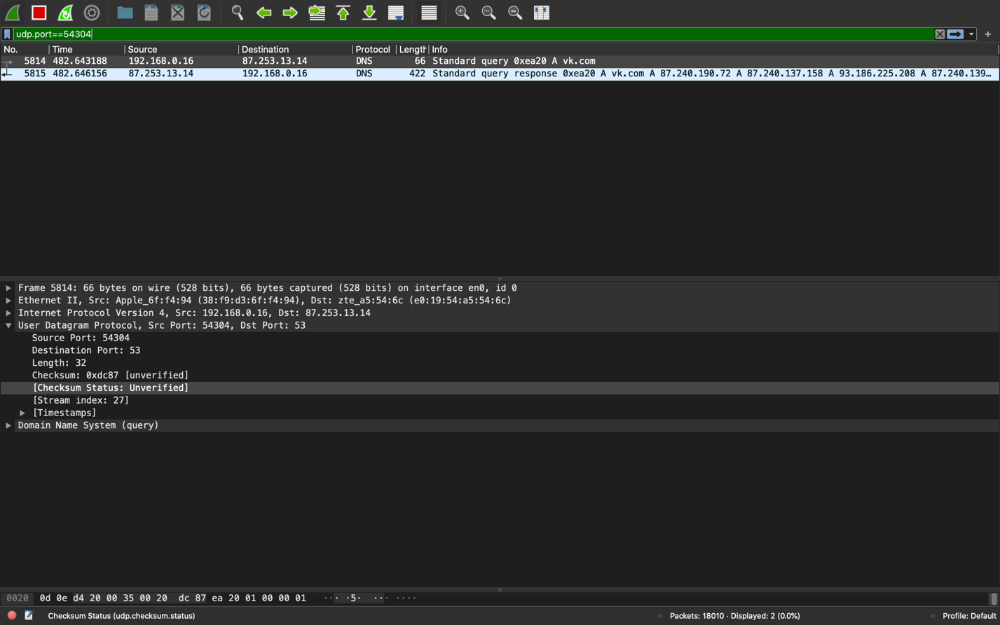 udp.port==54304
No. Time Source Destination Protocol Length Info
5814 482.643188 192.168.0.16 87.253.13.14 DNS 66 Standard query 0xea20 A vk.com
5815 482.646156 87.253.13.14 192.168.0.16 DNS 422 Standard query response 0xea20 A vk.com A 87.240.190.72 A 87.240.137.158 A 93.186.225.208 A 87.240.139…
Frame 5814: 66 bytes on wire (528 bits), 66 bytes captured (528 bits) on interface en0, id 0
Ethernet II, Src: Apple_6f:f4:94 (38:f9:d3:6f:f4:94), Dst: zte_a5:54:6c (e0:19:54:a5:54:6c)
Internet Protocol Version 4, Src: 192.168.0.16, Dst: 87.253.13.14
User Datagram Protocol, Src Port: 54304, Dst Port: 53
Source Port: 54304
Destination Port: 53
Length: 32
Checksum: 0xdc87 [unverified]
[Checksum Status: Unverified]
[Stream index: 27]
[Timestamps]
Domain Name System (query)
0020 0d 0e d4 20 00 35 00 20 dc 87 ea 20 01 00 00 01 ··· ·5· ··· ····
Checksum Status (udp.checksum.status) Packets: 18010 · Displayed: 2 (0.0%) Profile: Default